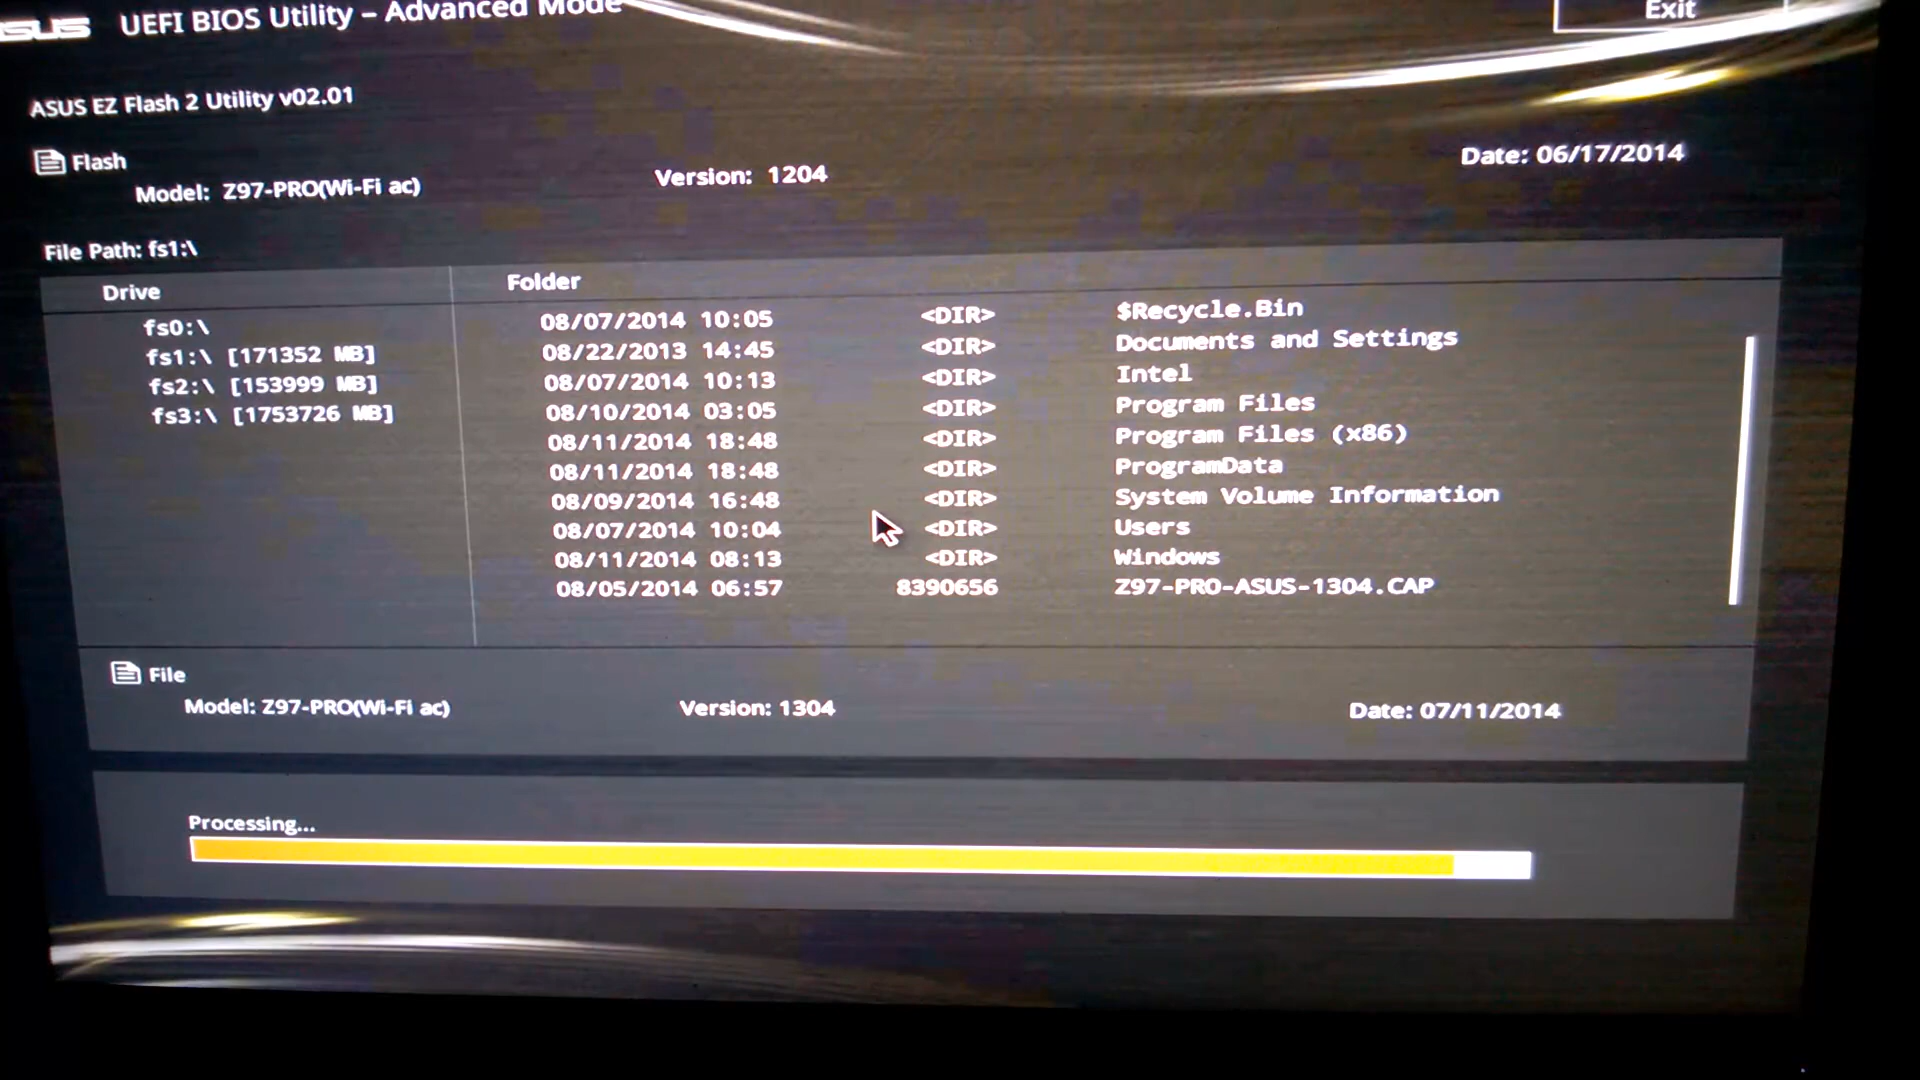 ASUS UEFI BIOS Utility – Advanced Mode
Exit
ASUS EZ Flash 2 Utility v02.01
Flash
Model: Z97-PRO(Wi-Fi ac) Version: 1204 Date: 06/17/2014
File Path: fs1:\
Drive Folder
fs0:\
fs1:\ [171352 MB]
fs2:\ [153999 MB]
fs3:\ [1753726 MB]
08/07/2014 10:05 <DIR> $Recycle.Bin
08/22/2013 14:45 <DIR> Documents and Settings
08/07/2014 10:13 <DIR> Intel
08/10/2014 03:05 <DIR> Program Files
08/11/2014 18:48 <DIR> Program Files (x86)
08/11/2014 18:48 <DIR> ProgramData
08/09/2014 16:48 <DIR> System Volume Information
08/07/2014 10:04 <DIR> Users
08/11/2014 08:13 <DIR> Windows
08/05/2014 06:57 8390656 Z97-PRO-ASUS-1304.CAP
File
Model: Z97-PRO(Wi-Fi ac) Version: 1304 Date: 07/11/2014
Processing...